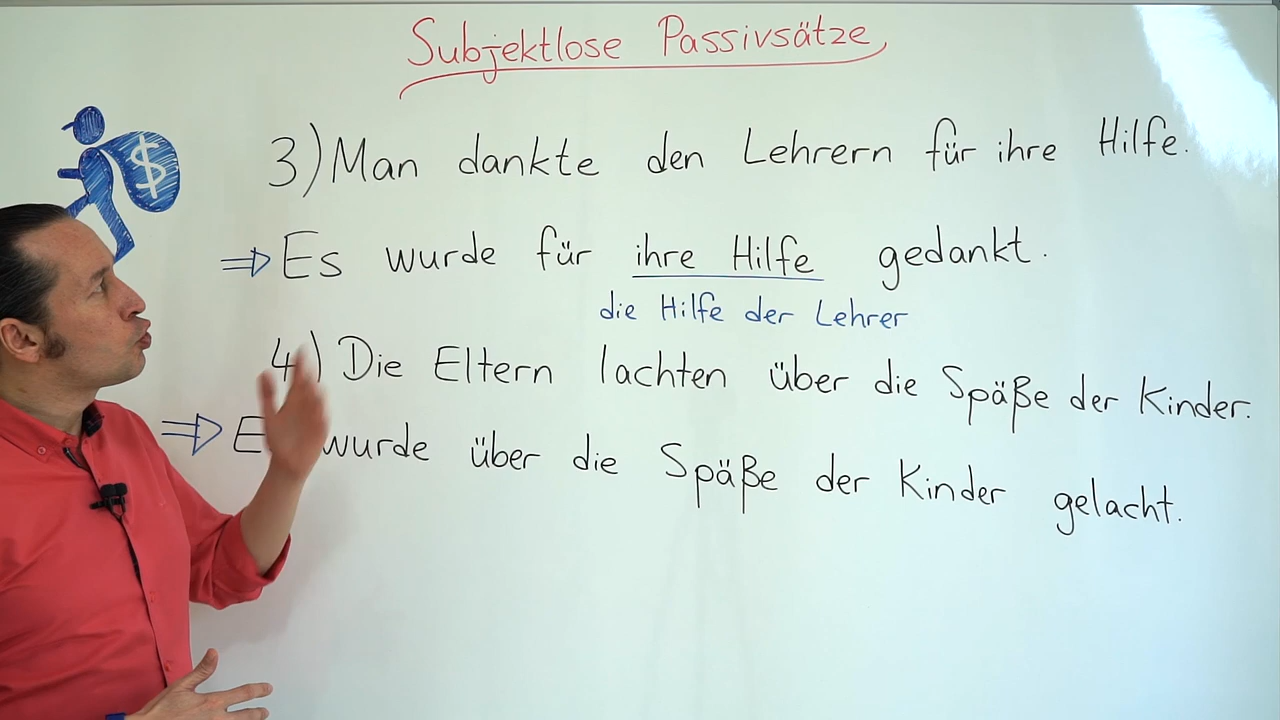 Subjektlose Passivsätze
$
3) Man dankte den Lehrern für ihre Hilfe.
⇒ Es wurde für ihre Hilfe gedankt.
die Hilfe der Lehrer
4) Die Eltern lachten über die Späße der Kinder.
⇒ wurde über die Späße der Kinder gelacht.